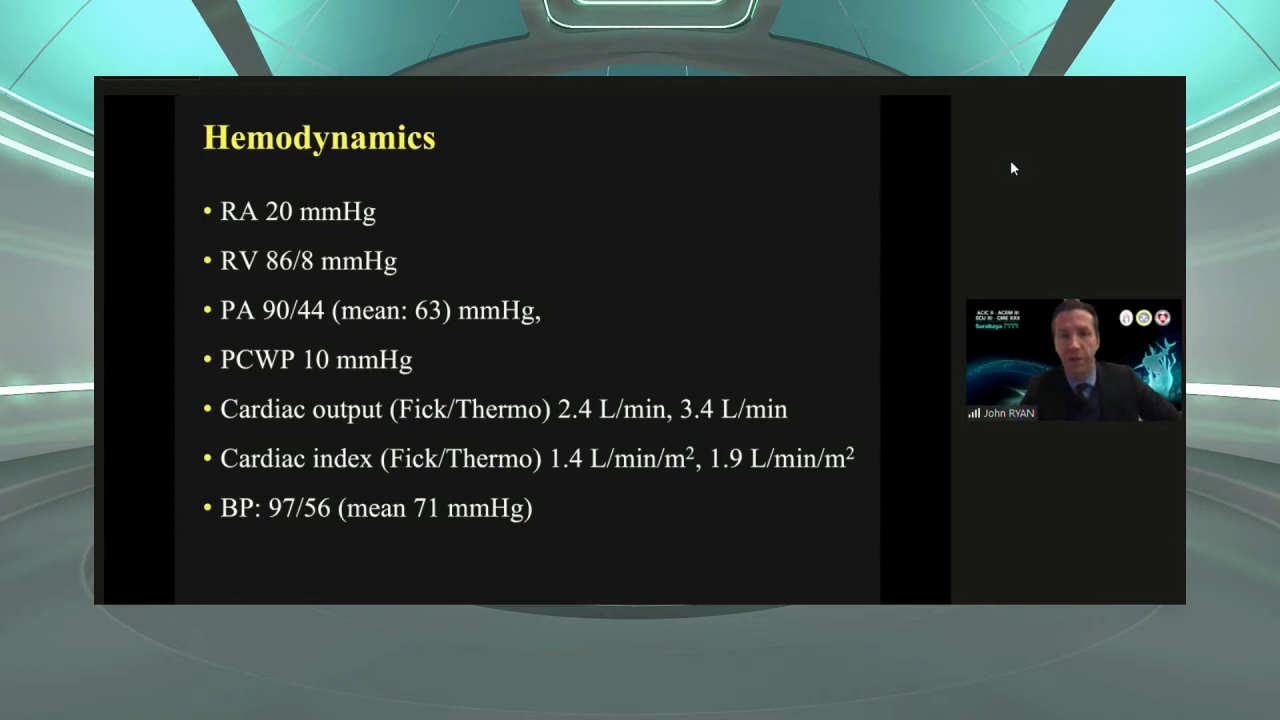 Hemodynamics
• RA 20 mmHg
• RV 86/8 mmHg
• PA 90/44 (mean: 63) mmHg,
• PCWP 10 mmHg
• Cardiac output (Fick/Thermo) 2.4 L/min, 3.4 L/min
• Cardiac index (Fick/Thermo) 1.4 L/min/m², 1.9 L/min/m²
• BP: 97/56 (mean 71 mmHg)
John RYAN